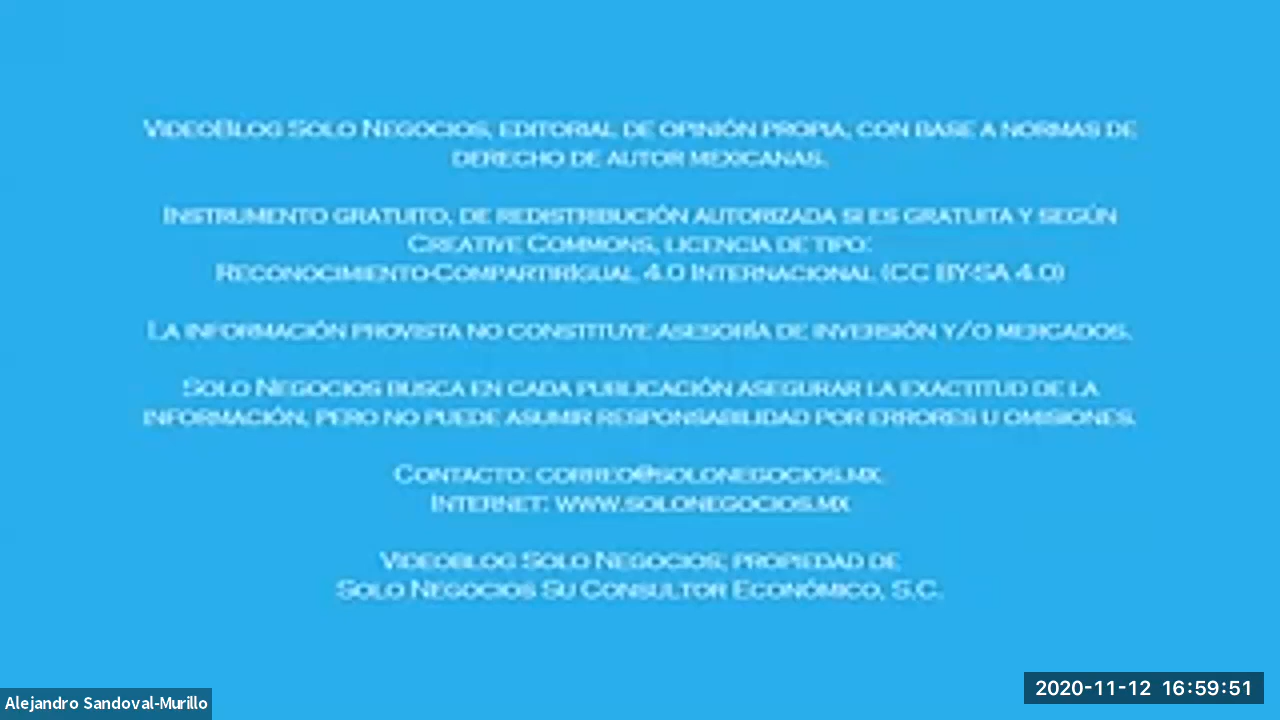 VideoBlog Solo Negocios, editorial de opinión propia, con base a normas de
derecho de autor mexicanas.
Instrumento gratuito, de redistribución autorizada si es gratuita y según
Creative Commons, licencia de tipo:
Reconocimiento-CompartirIgual 4.0 Internacional (CC BY-SA 4.0)
La información provista no constituye asesoría de inversión y/o mercados.
Solo Negocios busca en cada publicación asegurar la exactitud de la
información, pero no puede asumir responsabilidad por errores u omisiones.
Contacto: correo@solonegocios.mx.
Internet: www.solonegocios.mx
Videoblog Solo Negocios; propiedad de
Solo Negocios Su Consultor Económico, S.C.
Alejandro Sandoval-Murillo
2020-11-12 16:59:51